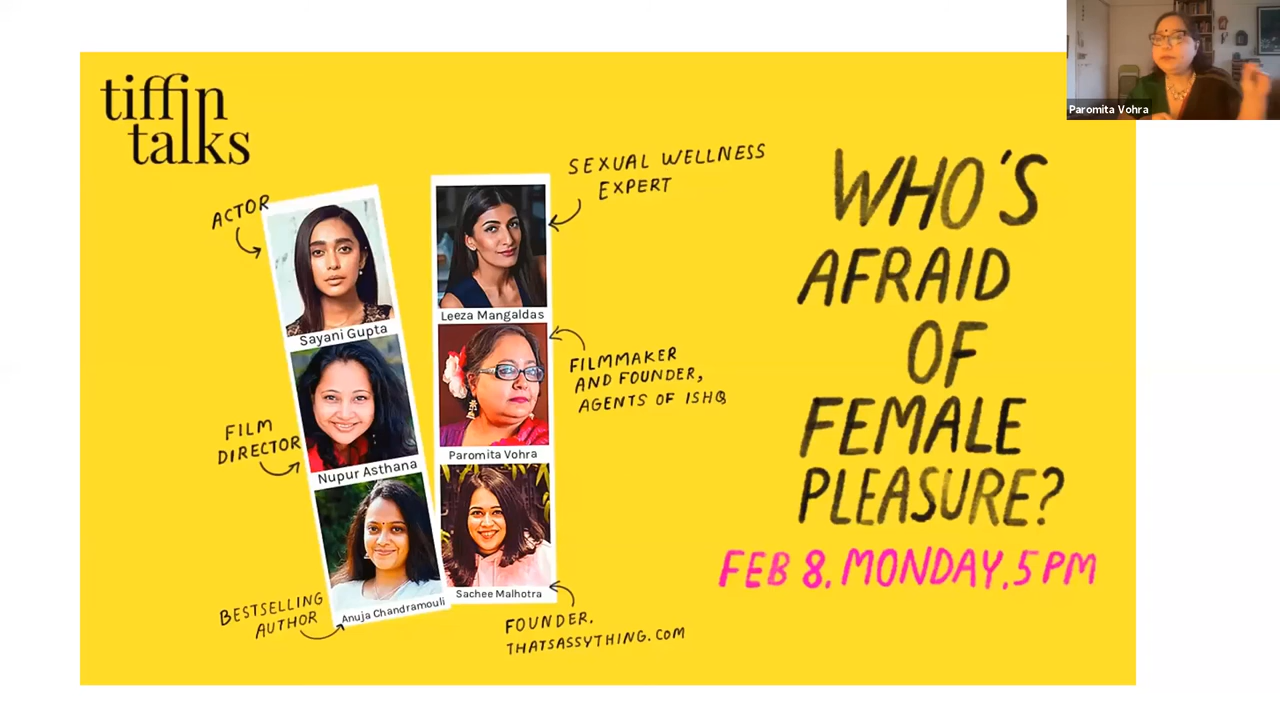 tiffin
talks
Paromita Vohra
WHO'S
AFRAID
OF
FEMALE
PLEASURE?
FEB 8, MONDAY, 5 PM
ACTOR
Sayani Gupta
FILM
DIRECTOR
Nupur Asthana
BESTSELLING
AUTHOR
Anuja Chandramouli
SEXUAL WELLNESS
EXPERT
Leeza Mangaldas
FILMMAKER
AND FOUNDER,
AGENTS OF ISHQ
Paromita Vohra
Sachee Malhotra
FOUNDER,
THATSASSYTHING.COM